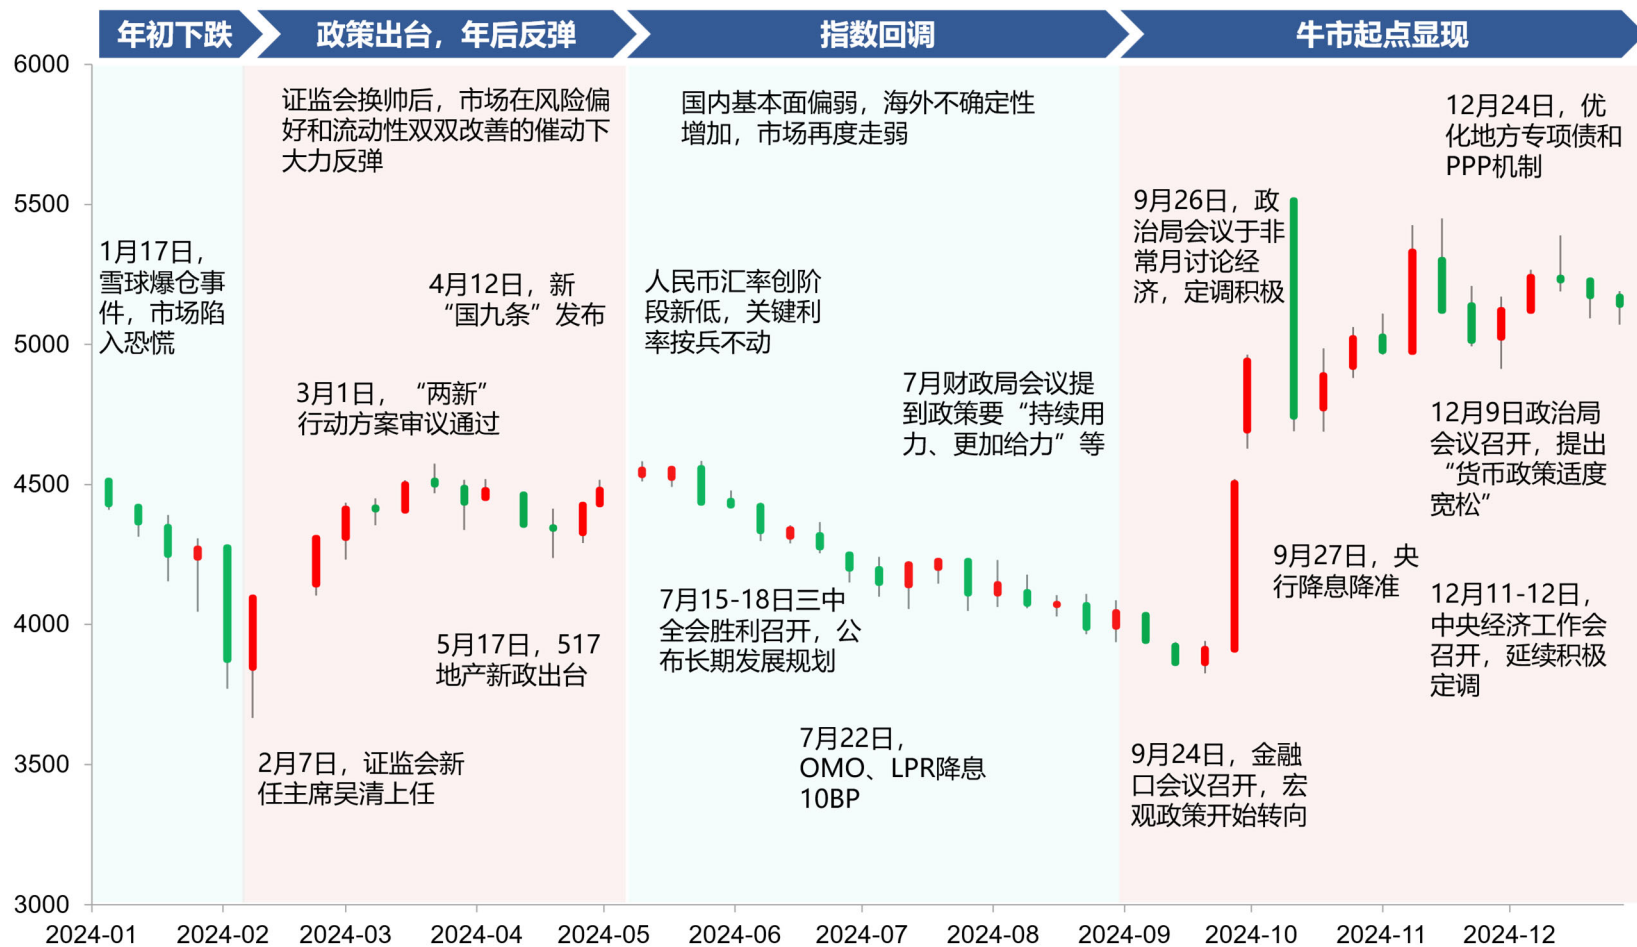 年初下跌
政策出台，年后反弹
指数回调
牛市起点显现
6000
5500
5000
4500
4000
3500
3000
证监会换帅后，市场在风险偏
好和流动性双双改善的催动下
大力反弹
国内基本面偏弱，海外不确定性
增加，市场再度走弱
12月24日，优
化地方专项债和
PPP机制
9月26日，政
治局会议于非
常月讨论经
济，定调积极
1月17日，
雪球爆仓事
件，市场陷
入恐慌
4月12日，新
“国九条”发布
人民币汇率创阶
段新低，关键利
率按兵不动
3月1日，“两新”
行动方案审议通过
7月财政局会议提
到政策要“持续用
力、更加给力”等
12月9日政治局
会议召开，提出
“货币政策适度
宽松”
9月27日，央
行降息降准
5月17日，517
地产新政出台
7月15-18日三中
全会胜利召开，公
布长期发展规划
12月11-12日，
中央经济工作会
召开，延续积极
定调
2月7日，证监会新
任主席吴清上任
7月22日，
OMO、LPR降息
10BP
9月24日，金融
口会议召开，宏
观政策开始转向
2024-01
2024-02
2024-03
2024-04
2024-05
2024-06
2024-07
2024-08
2024-09
2024-10
2024-11
2024-12